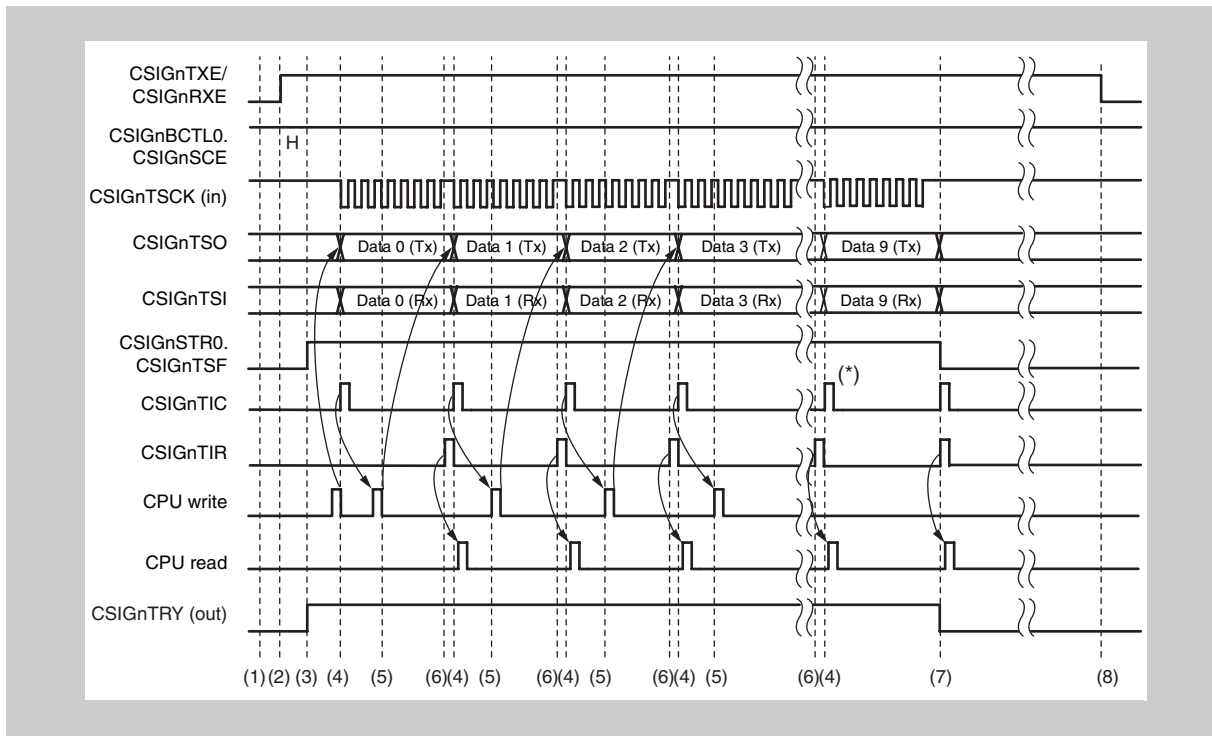 CSIGnTXE/
CSIGnRXE
CSIGnBCTL0.
CSIGnSCE
H
CSIGnTSCK (in)
CSIGnTSO
Data 0 (Tx) Data 1 (Tx) Data 2 (Tx) Data 3 (Tx) Data 9 (Tx)
CSIGnTSI
Data 0 (Rx) Data 1 (Rx) Data 2 (Rx) Data 3 (Rx) Data 9 (Rx)
CSIGnSTR0.
CSIGnTSF
(*)
CSIGnTIC
CSIGnTIR
CPU write
CPU read
CSIGnTRY (out)
(1) (2) (3) (4) (5) (6)(4) (5) (6)(4) (5) (6)(4) (5) (6)(4) (7) (8)